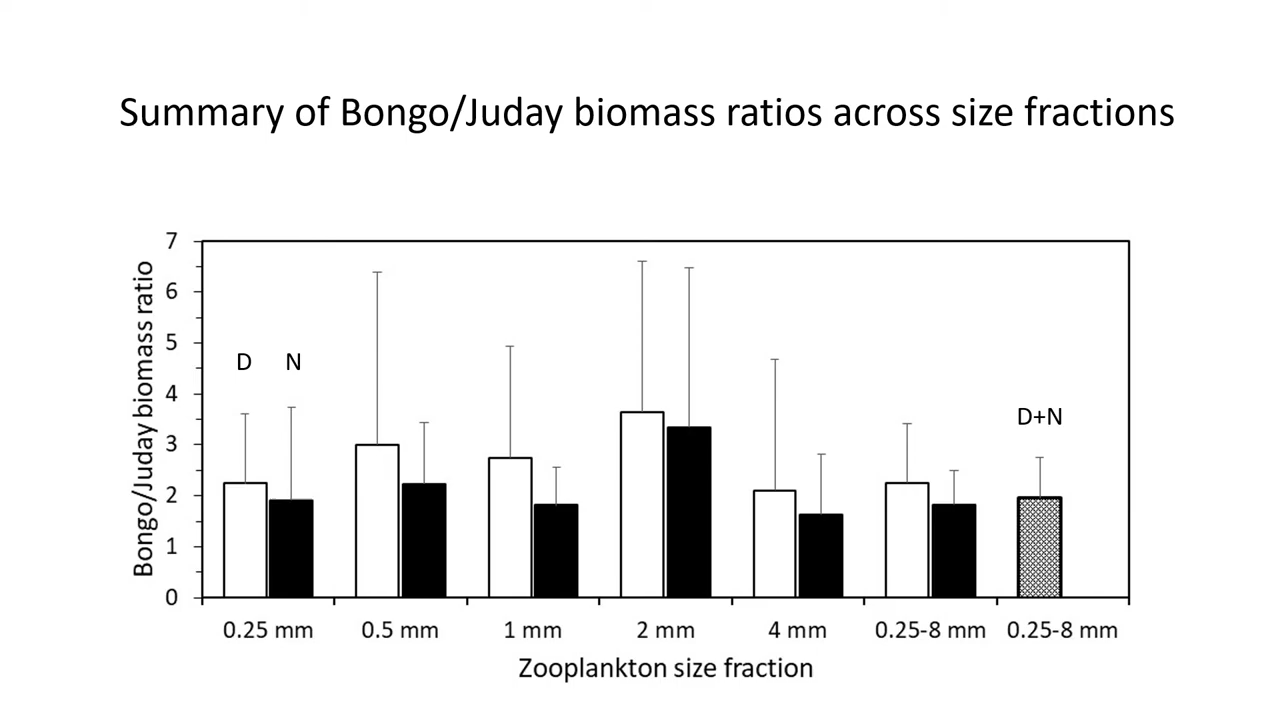 Summary of Bongo/Juday biomass ratios across size fractions
Bongo/Juday biomass ratio
7
6
5
4
3
2
1
0
D N
D+N
0.25 mm 0.5 mm 1 mm 2 mm 4 mm 0.25-8 mm 0.25-8 mm
Zooplankton size fraction